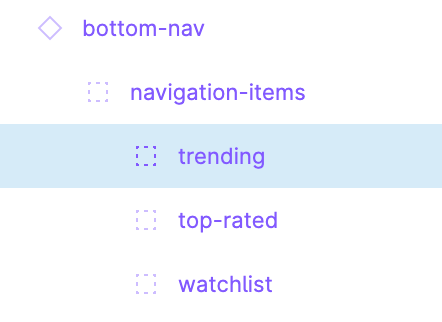 bottom-nav
navigation-items
trending
top-rated
watchlist